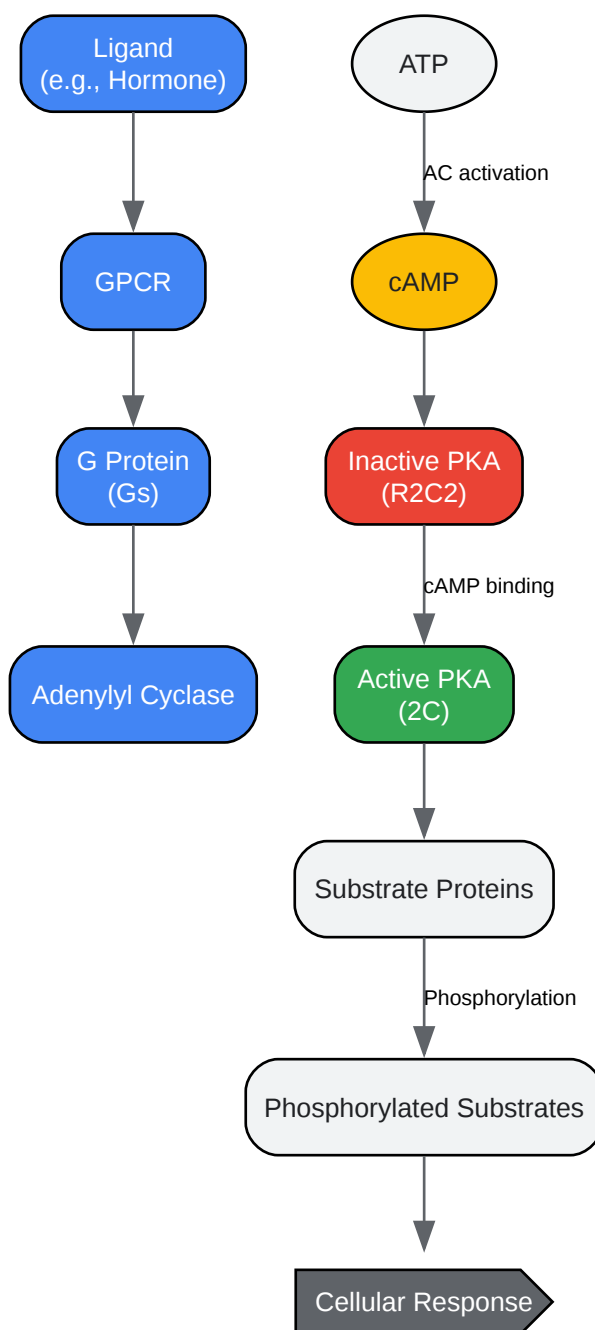 Ligand
(e.g., Hormone)
GPCR
G Protein
(Gs)
Adenylyl Cyclase
ATP
AC activation
cAMP
Inactive PKA
(R2C2)
cAMP binding
Active PKA
(2C)
Substrate Proteins
Phosphorylation
Phosphorylated Substrates
Cellular Response